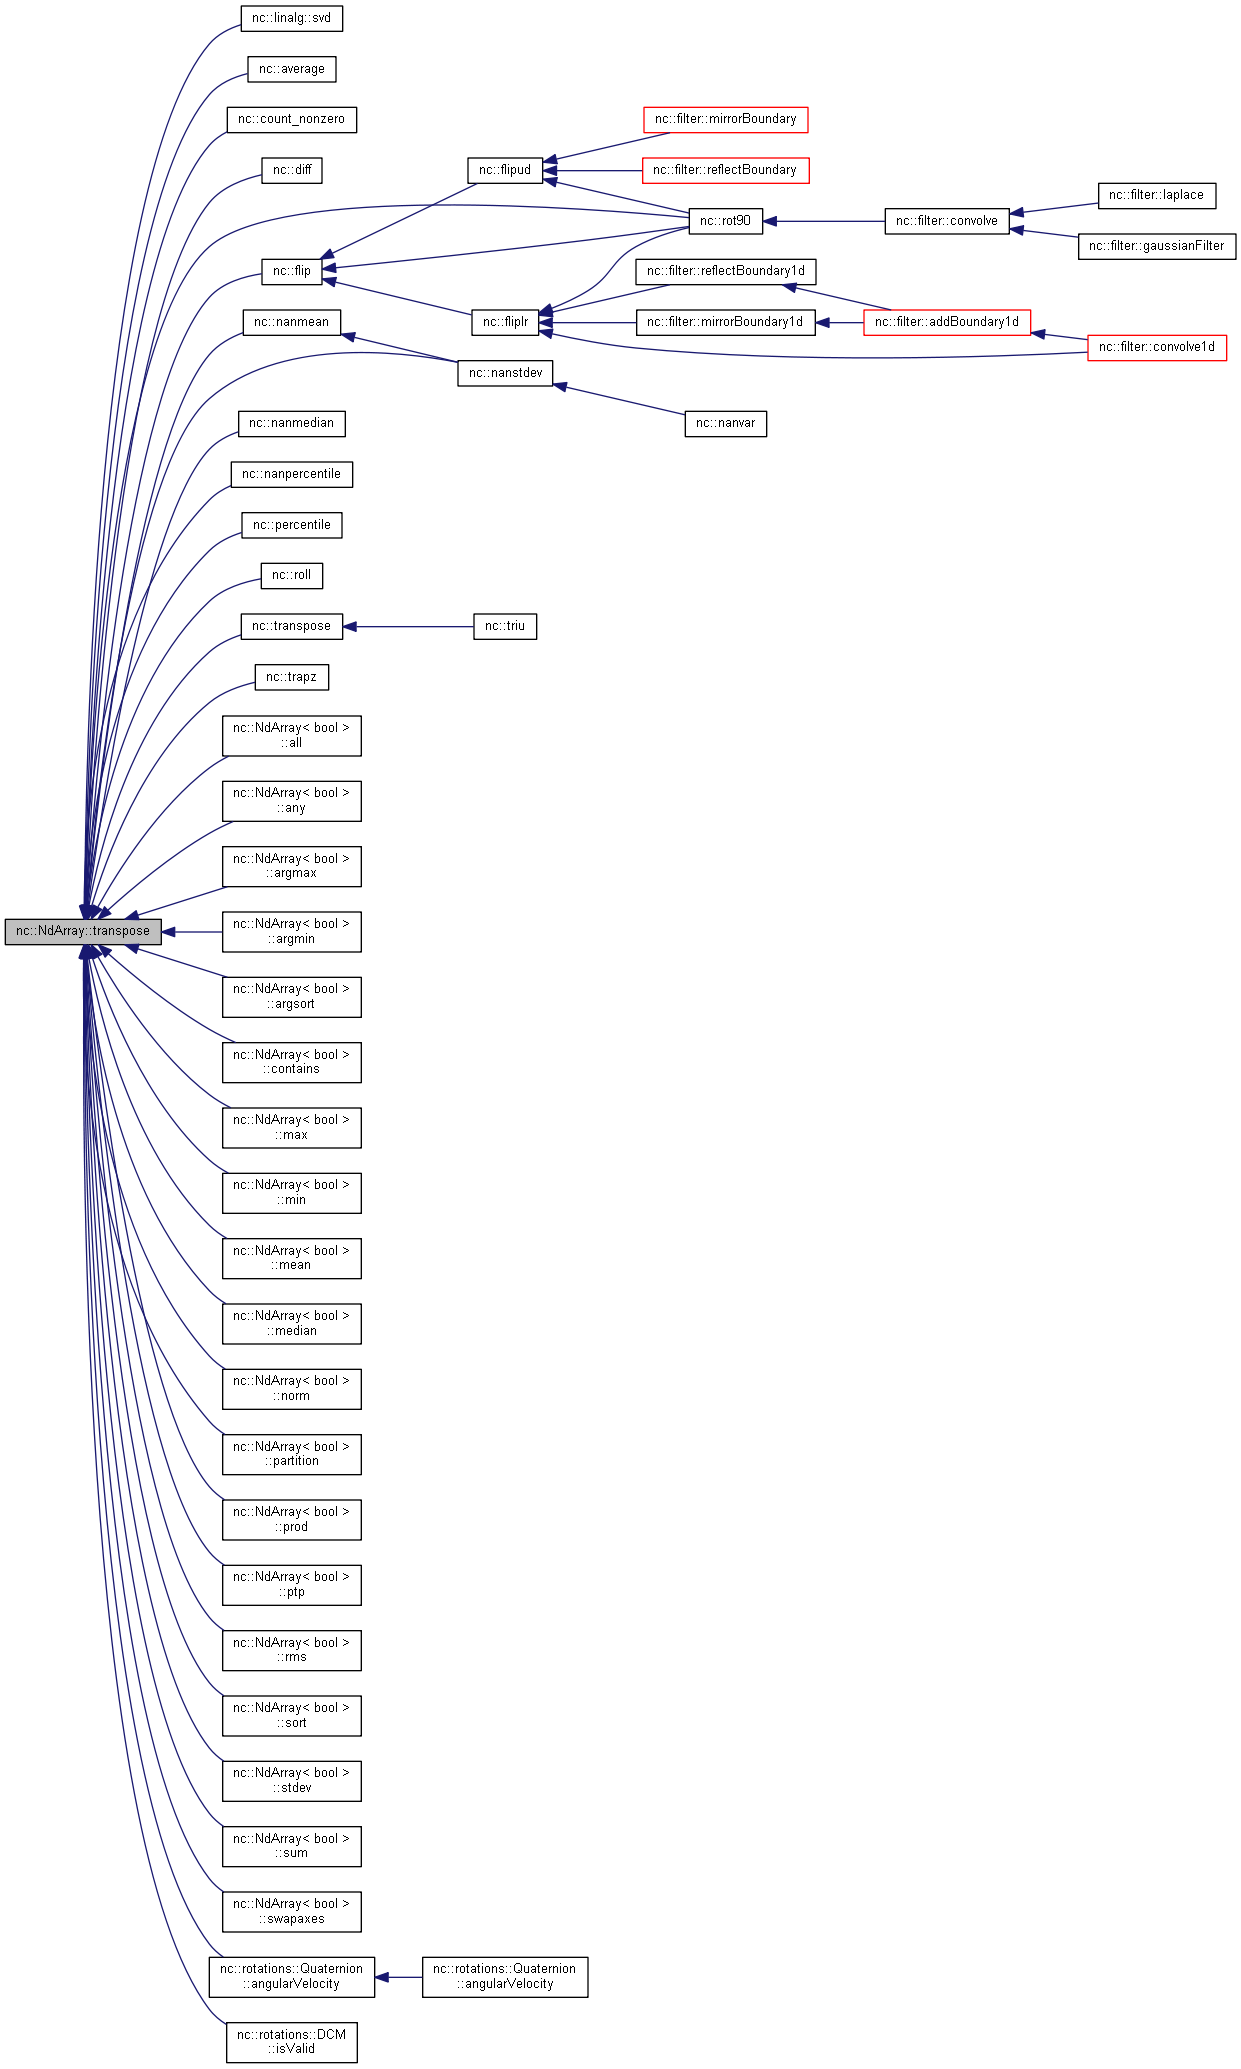 nc::linalg::svd
nc::average
nc::count_nonzero
nc::filter::mirrorBoundary
nc::diff
nc::flipud
nc::filter::reflectBoundary
nc::filter::laplace
nc::rot90
nc::filter::convolve
nc::filter::gaussianFilter
nc::flip
nc::filter::reflectBoundary1d
nc::nanmean
nc::fliplr
nc::filter::mirrorBoundary1d
nc::filter::addBoundary1d
nc::filter::convolve1d
nc::nanstdev
nc::nanmedian
nc::nanvar
nc::nanpercentile
nc::percentile
nc::roll
nc::transpose
nc::triu
nc::trapz
nc::NdArray< bool >
::all
nc::NdArray< bool >
::any
nc::NdArray< bool >
::argmax
nc::NdArray::transpose
nc::NdArray< bool >
::argmin
nc::NdArray< bool >
::argsort
nc::NdArray< bool >
::contains
nc::NdArray< bool >
::max
nc::NdArray< bool >
::min
nc::NdArray< bool >
::mean
nc::NdArray< bool >
::median
nc::NdArray< bool >
::norm
nc::NdArray< bool >
::partition
nc::NdArray< bool >
::prod
nc::NdArray< bool >
::ptp
nc::NdArray< bool >
::rms
nc::NdArray< bool >
::sort
nc::NdArray< bool >
::stdev
nc::NdArray< bool >
::sum
nc::NdArray< bool >
::swapaxes
nc::rotations::Quaternion
::angularVelocity
nc::rotations::Quaternion
::angularVelocity
nc::rotations::DCM
::isValid